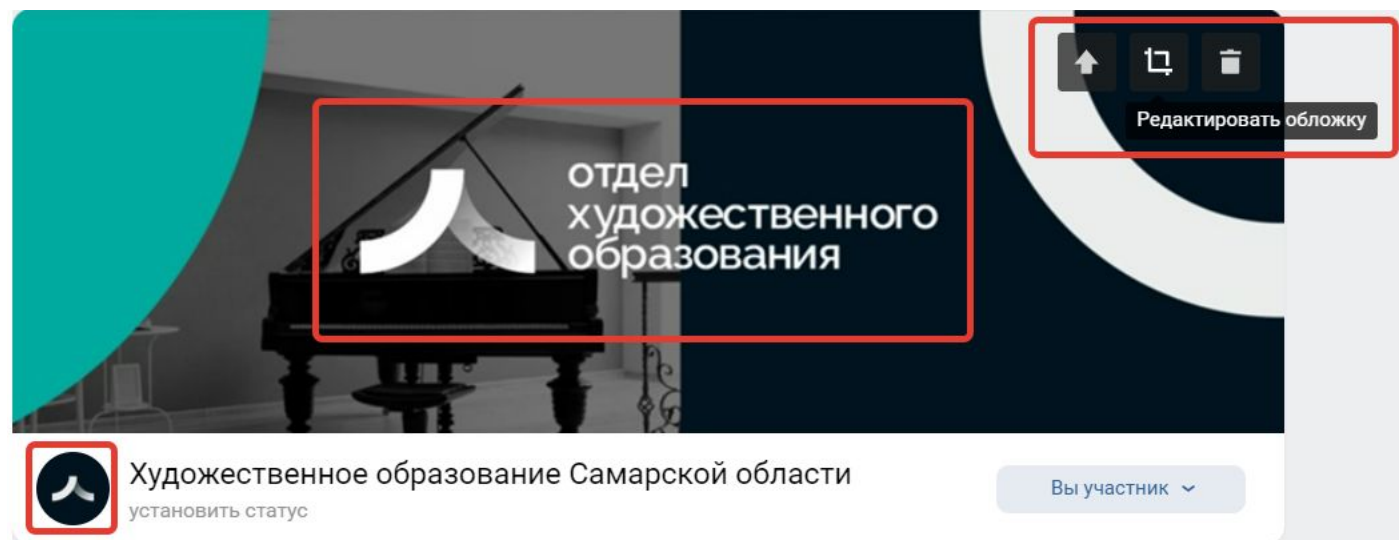 Редактировать обложку
отдел
художественного
образования
Художественное образование Самарской области
установить статус
Вы участник